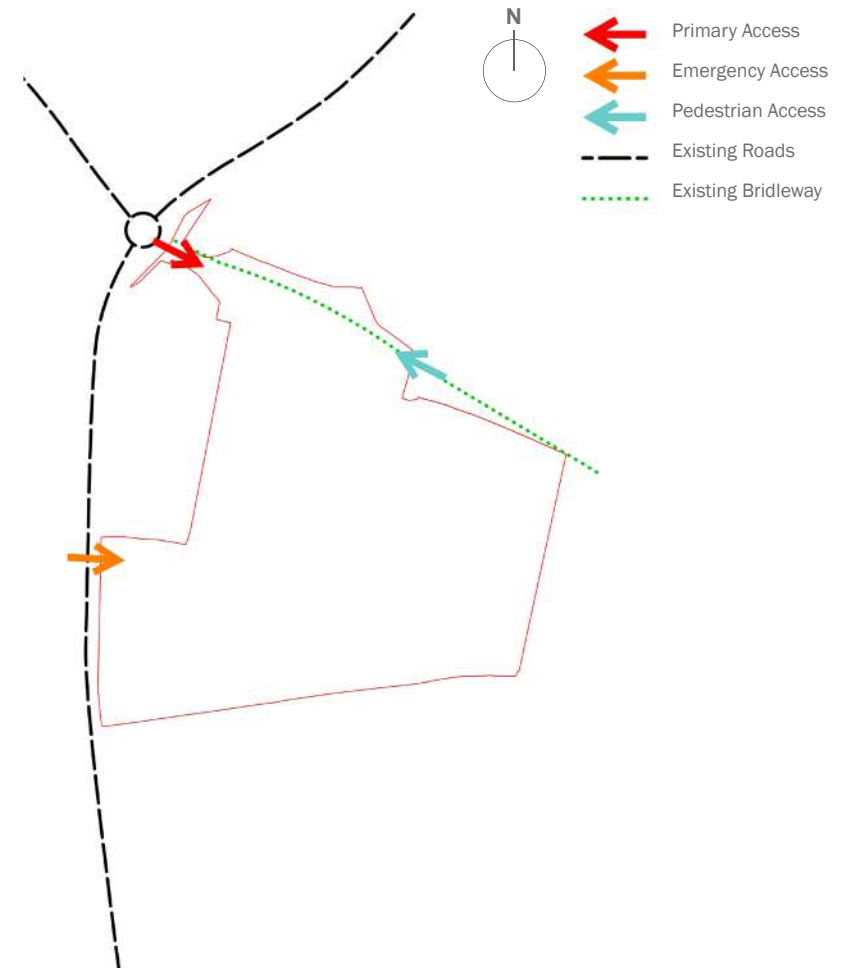 N
Primary Access
Emergency Access
Pedestrian Access
Existing Roads
Existing Bridleway